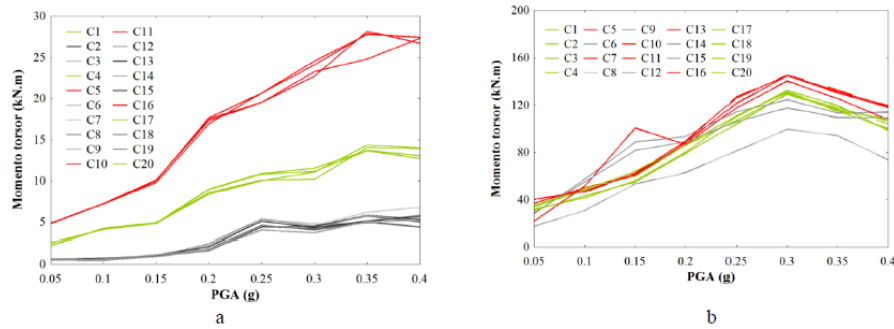 30
25
20
15
10
5
0
Momento torsor (kN.m)
C1 C11
C2 C12
C3 C13
C4 C14
C5 C15
C6 C16
C7 C17
C8 C18
C9 C19
C10 C20
0.05 0.1 0.15 0.2 0.25 0.3 0.35 0.4
PGA (g)
a
200
160
120
80
40
0
Momento torsor (kN.m)
C1 C5 C9 C13 C17
C2 C6 C10 C14 C18
C3 C7 C11 C15 C19
C4 C8 C12 C16 C20
0.05 0.1 0.15 0.2 0.25 0.3 0.35 0.4
PGA (g)
b